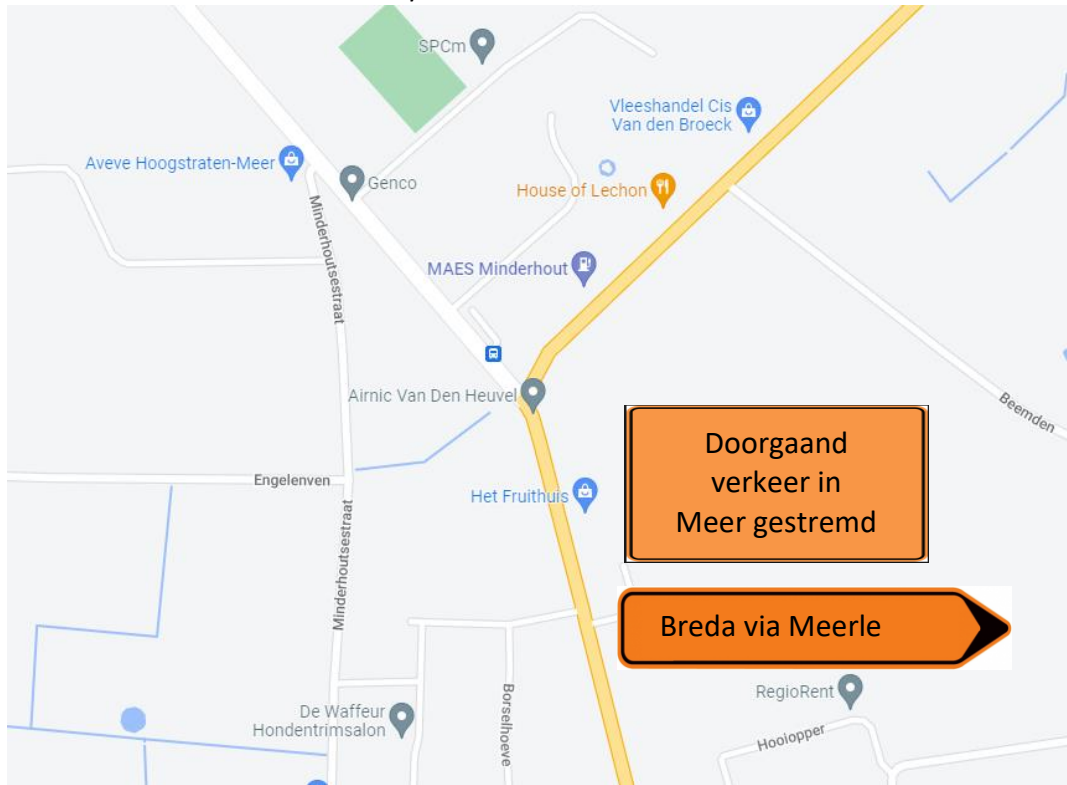 SPCm
Vleeshandel Cis
Van den Broeck
Aveve Hoogstraten-Meer
Genco
House of Lechon
Minderhoutsestraat
MAES Minderhout
Airnic Van Den Heuvel
Beemden
Doorgaand
verkeer in
Meer gestremd
Engelenven
Het Fruithuis
Minderhoutsestraat
Breda via Meerle
RegioRent
De Waffeur
Hondentrimsalon
Borselhoeve
Hooiopper